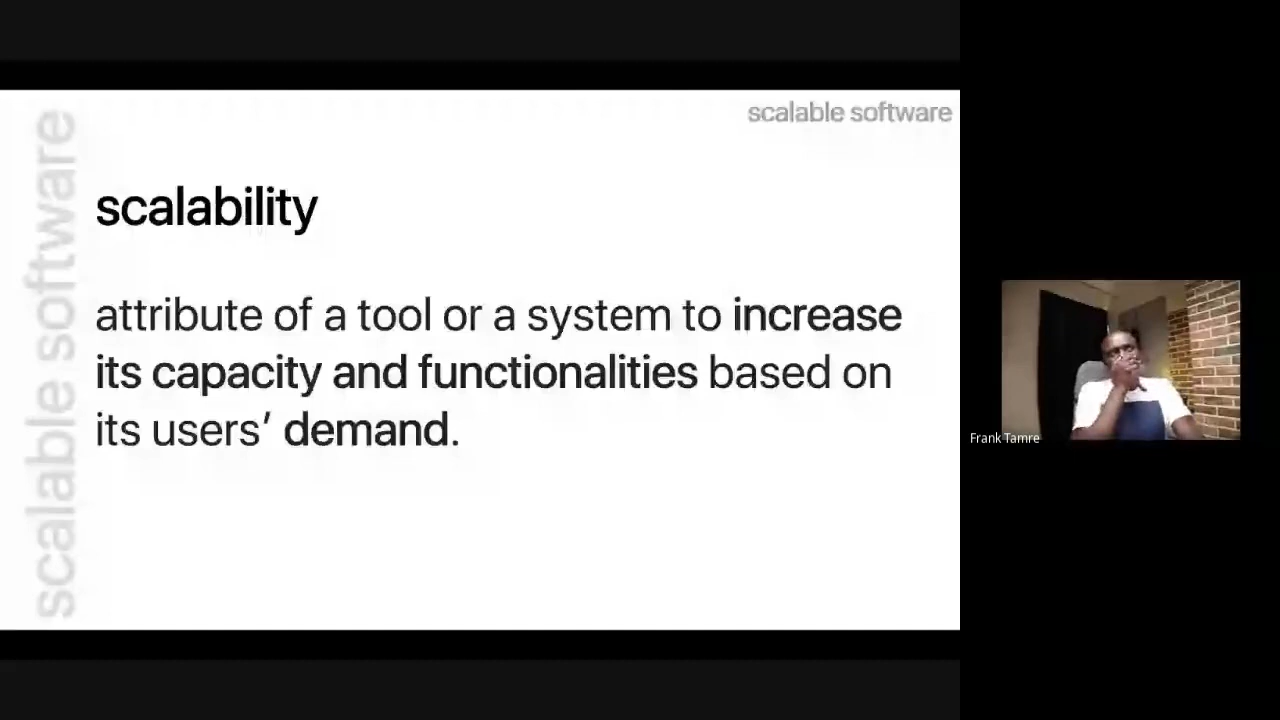 scalable software
scalable software
scalability
attribute of a tool or a system to increase
its capacity and functionalities based on
its users’ demand.
Frank Tamre